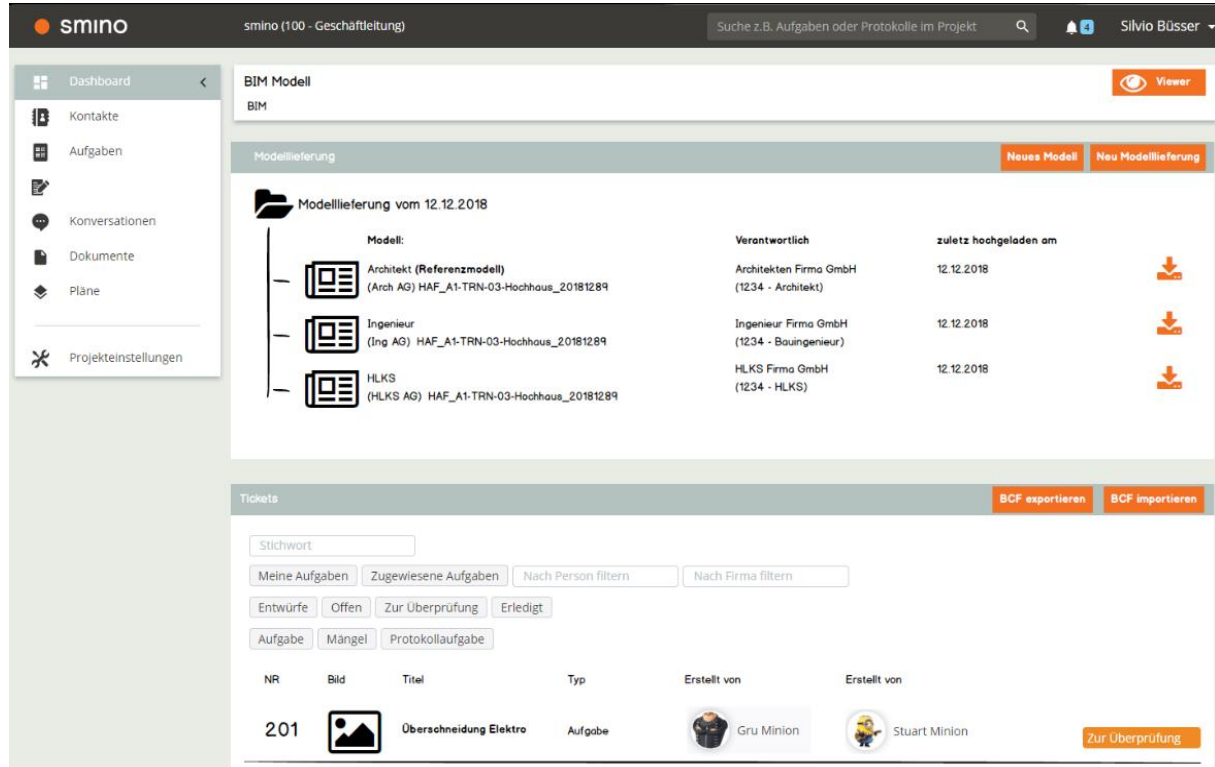 smino
smino (100 - Geschäftleitung)
Suche z.B. Aufgaben oder Protokolle im Projekt
4
Silvio Büsser
Dashboard
Kontakte
Aufgaben
Konversationen
Dokumente
Pläne
Projekteinstellungen
BIM Modell
BIM
Viewer
Modelllieferung
Neues Modell
Neu Modelllieferung
Modelllieferung vom 12.12.2018
Modell: Verantwortlich zuletz hochgeladen am
Architekt (Referenzmodell) Architekten Firma GmbH 12.12.2018
(Arch AG) HAF_A1-TRN-03-Hochhaus_20181289 (1234 - Architekt)
Ingenieur Ingenieur Firma GmbH 12.12.2018
(Ing AG) HAF_A1-TRN-03-Hochhaus_20181289 (1234 - Bauingenieur)
HLKS HLKS Firma GmbH 12.12.2018
(HLKS AG) HAF_A1-TRN-03-Hochhaus_20181289 (1234 - HLKS)
Tickets
BCF exportieren
BCF importieren
Stichwort
Meine Aufgaben Zugewiesene Aufgaben Nach Person filtern Nach Firma filtern
Entwürfe Offen Zur Überprüfung Erledigt
Aufgabe Mängel Protokollaufgabe
NR Bild Titel Typ Erstellt von Erstellt von
201 Überschneidung Elektro Aufgabe Gru Minion Stuart Minion Zur Überprüfung